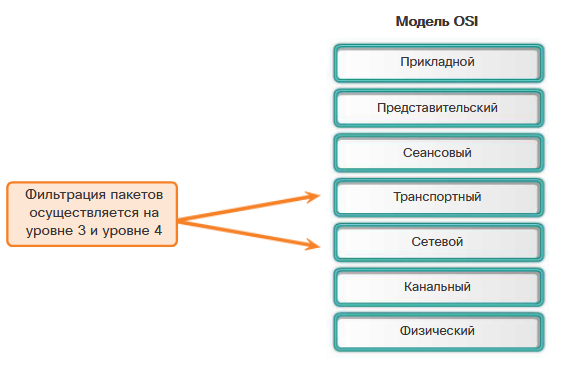 Модель OSI
Прикладной
Представительский
Сеансовый
Фильтрация пакетов
осуществляется на
уровне 3 и уровне 4
Транспортный
Сетевой
Канальный
Физический